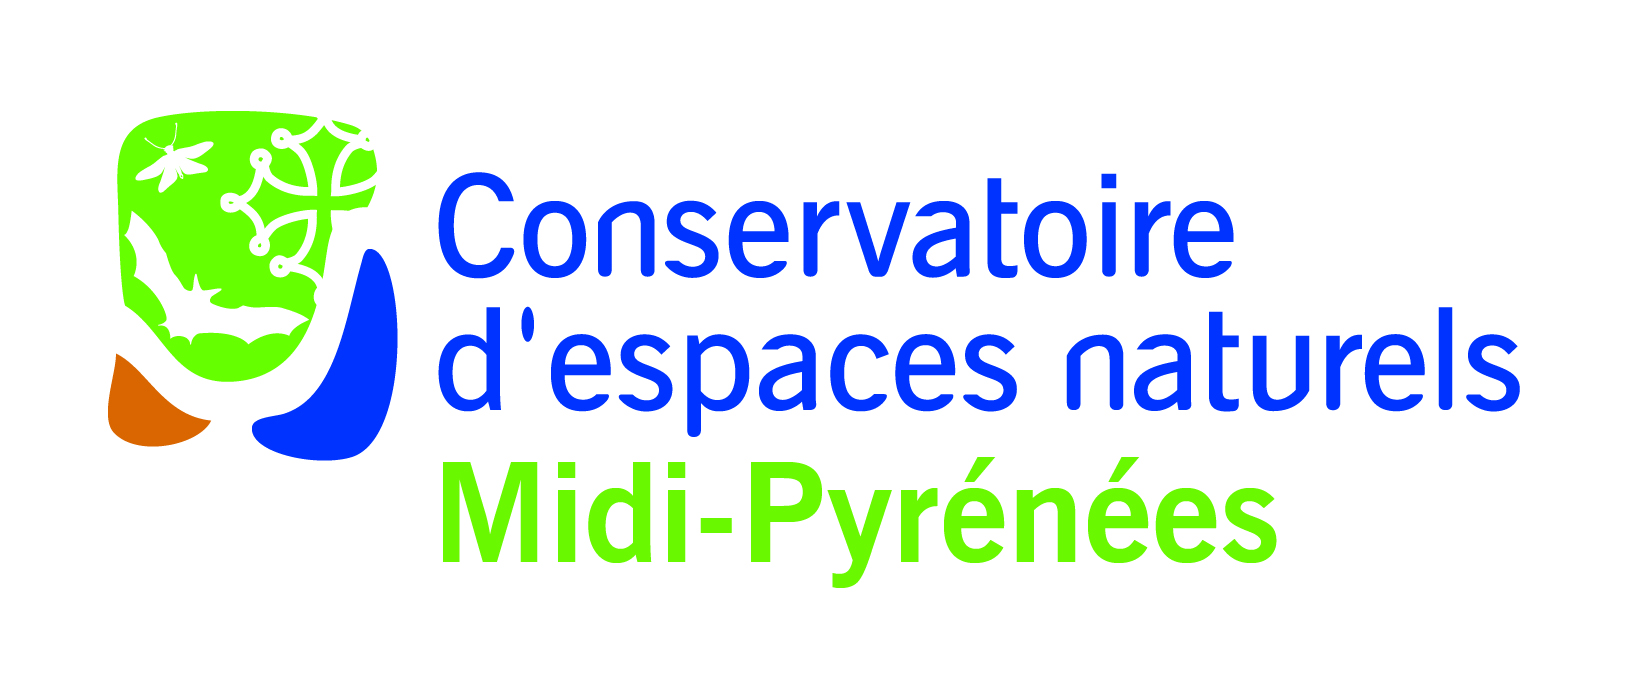 Conservatoire
d'espaces naturels
Midi-Pyrénées